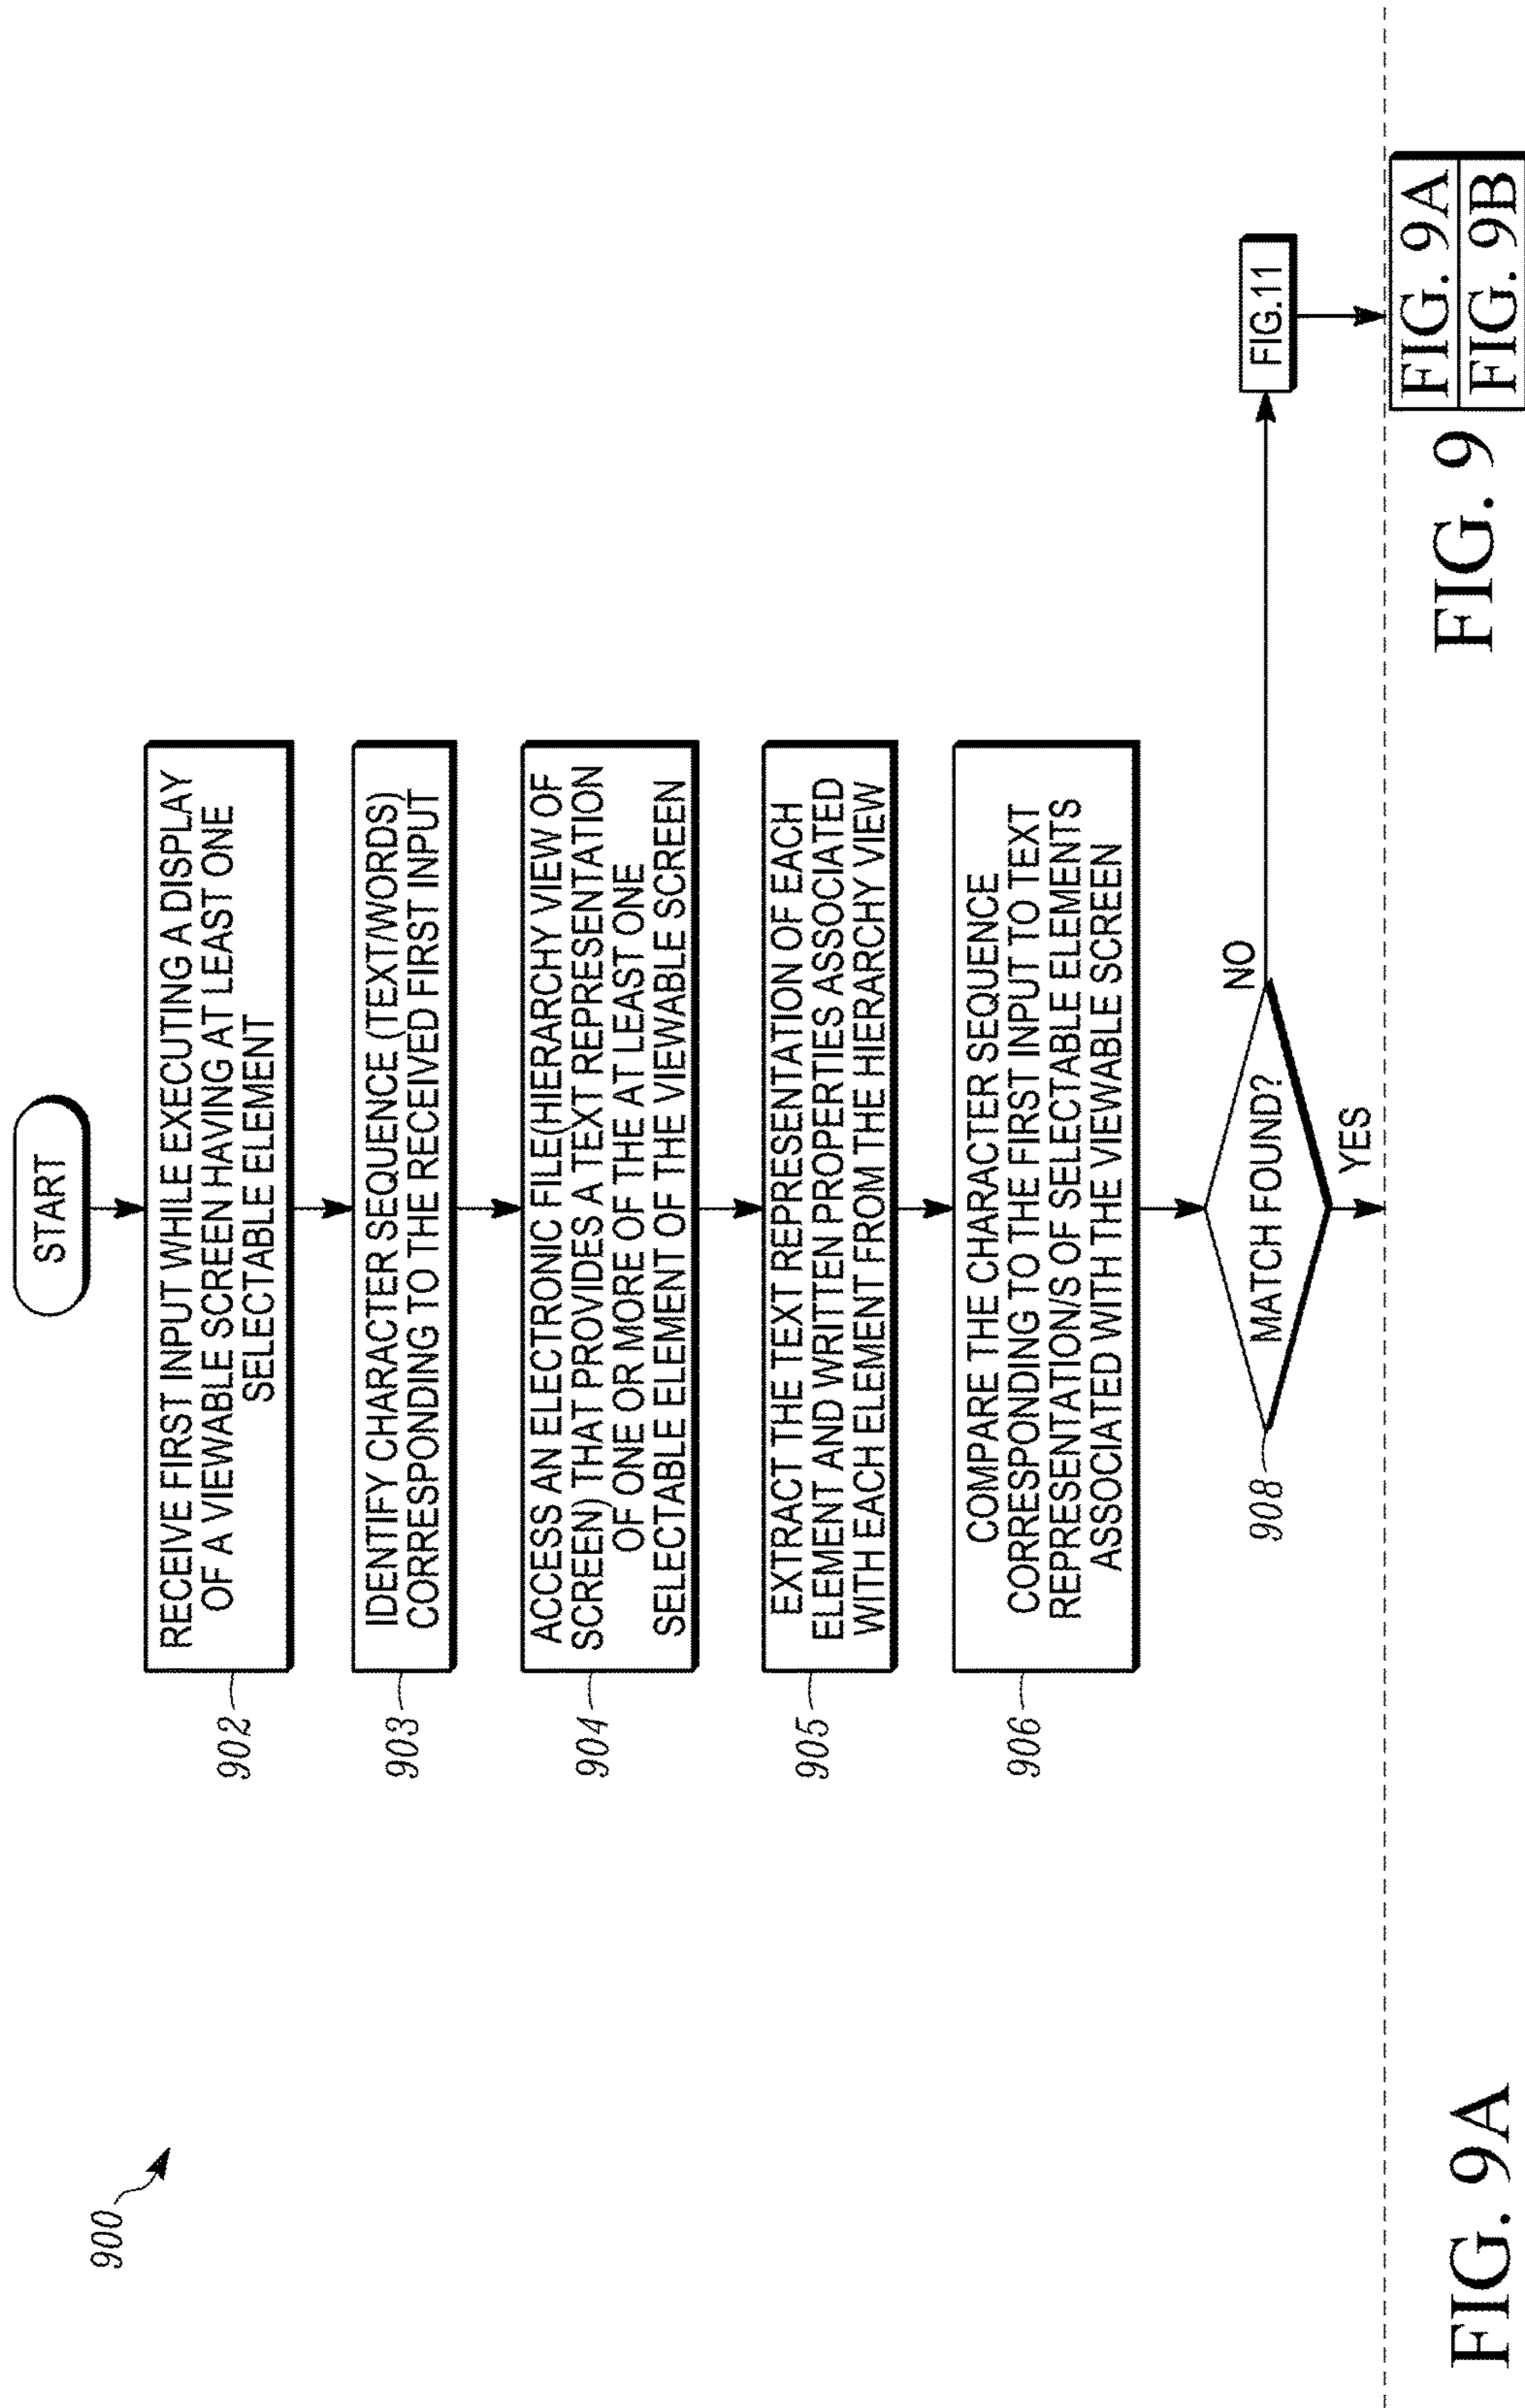 900
START
902
RECEIVE FIRST INPUT WHILE EXECUTING A DISPLAY
OF A VIEWABLE SCREEN HAVING AT LEAST ONE
SELECTABLE ELEMENT
903
IDENTIFY CHARACTER SEQUENCE (TEXT/WORDS)
CORRESPONDING TO THE RECEIVED FIRST INPUT
904
ACCESS AN ELECTRONIC FILE(HIERARCHY VIEW OF
SCREEN) THAT PROVIDES A TEXT REPRESENTATION
OF ONE OR MORE OF THE AT LEAST ONE
SELECTABLE ELEMENT OF THE VIEWABLE SCREEN
905
EXTRACT THE TEXT REPRESENTATION OF EACH
ELEMENT AND WRITTEN PROPERTIES ASSOCIATED
WITH EACH ELEMENT FROM THE HIERARCHY VIEW
906
COMPARE THE CHARACTER SEQUENCE
CORRESPONDING TO THE FIRST INPUT TO TEXT
REPRESENTATION/S OF SELECTABLE ELEMENTS
ASSOCIATED WITH THE VIEWABLE SCREEN
908
MATCH FOUND?
NO
FIG.11
YES
FIG. 9A
FIG. 9
FIG. 9A
FIG. 9B